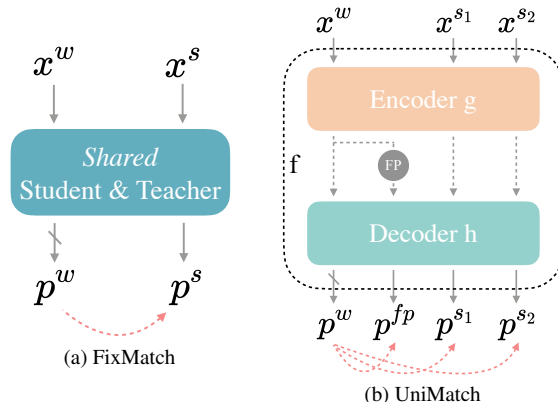 x^w x^s
Shared
Student & Teacher
p^w p^s
(a) FixMatch
x^w x^{s_1} x^{s_2}
Encoder g
f
FP
Decoder h
p^w p^{fp} p^{s_1} p^{s_2}
(b) UniMatch